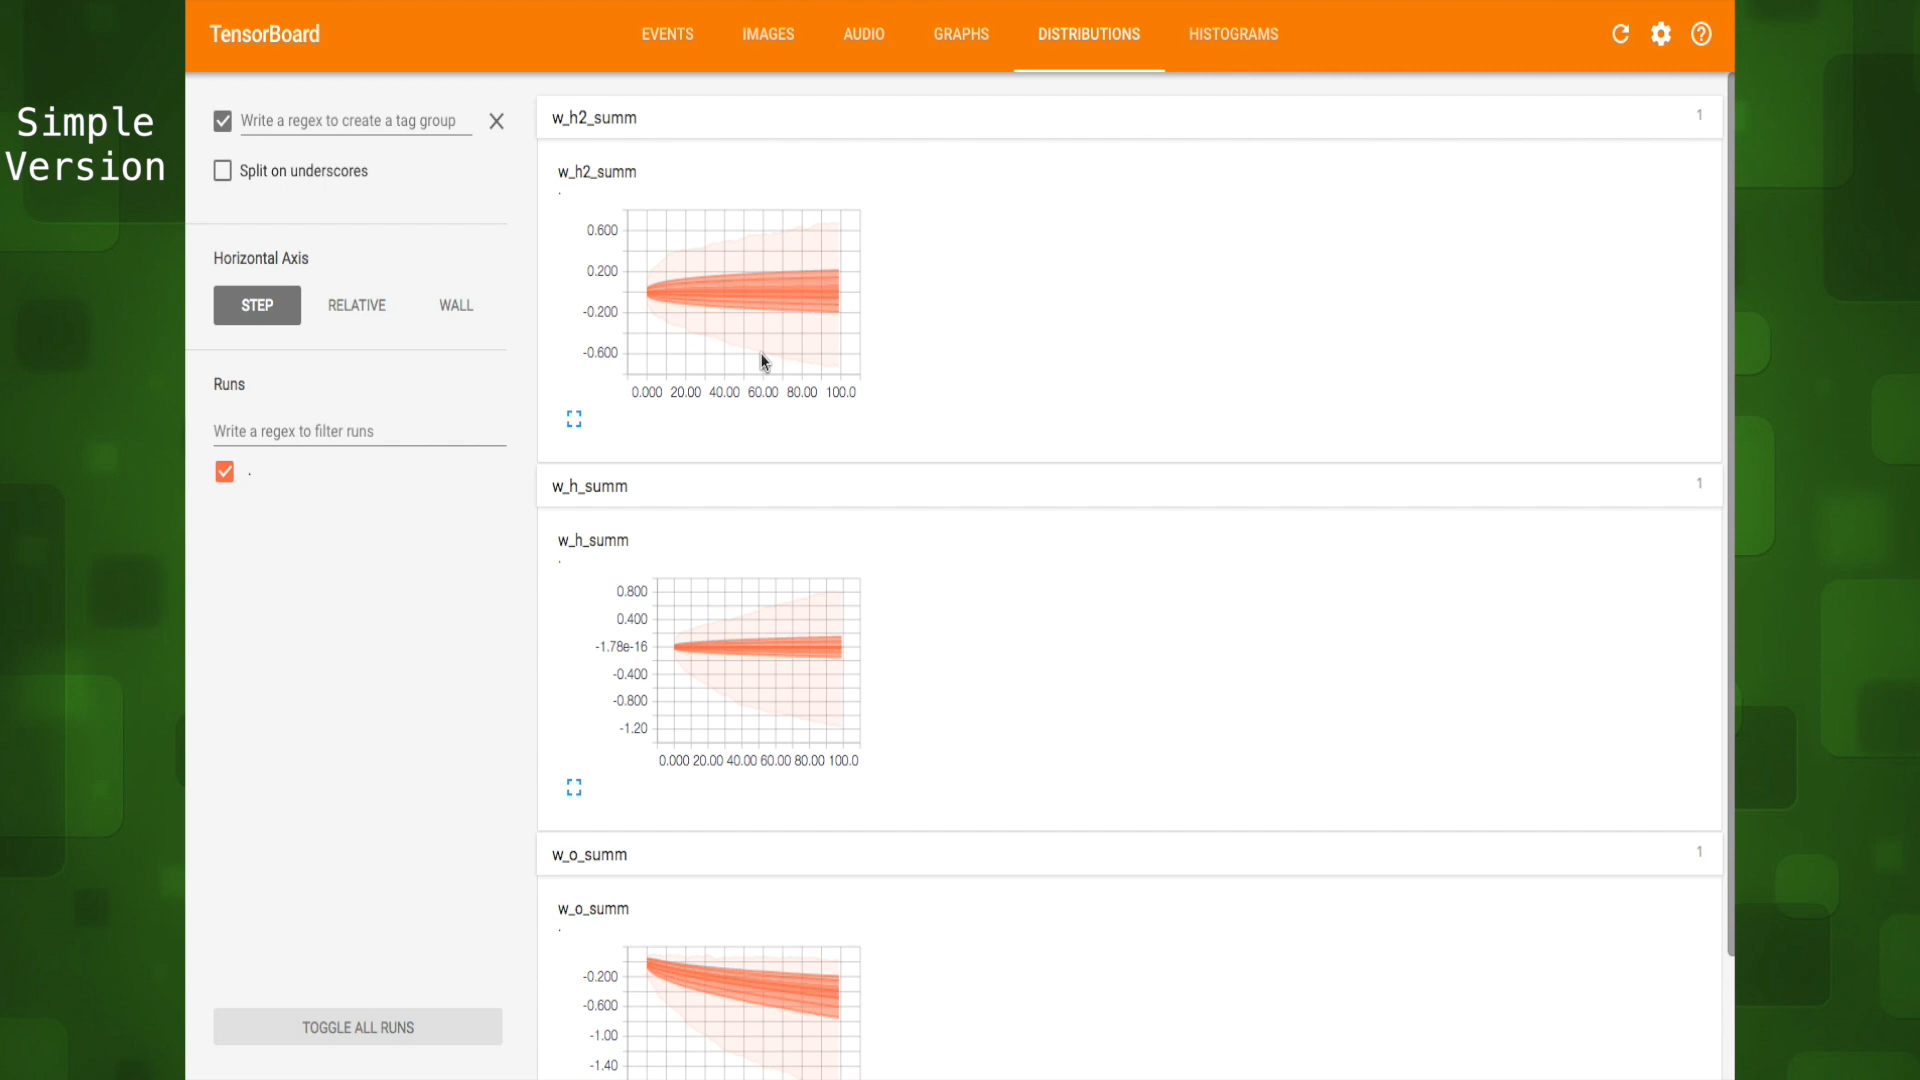 TensorBoard
EVENTS IMAGES AUDIO GRAPHS DISTRIBUTIONS HISTOGRAMS
Simple
Version
Write a regex to create a tag group
Split on underscores
Horizontal Axis
STEP RELATIVE WALL
Runs
Write a regex to filter runs
.
TOGGLE ALL RUNS
w_h2_summ 1
w_h2_summ
.
0.600
0.200
-0.200
-0.600
0.000 20.00 40.00 60.00 80.00 100.0
w_h_summ 1
w_h_summ
.
0.800
0.400
-1.78e-16
-0.400
-0.800
-1.20
0.000 20.00 40.00 60.00 80.00 100.0
w_o_summ 1
w_o_summ
.
-0.200
-0.600
-1.00
-1.40